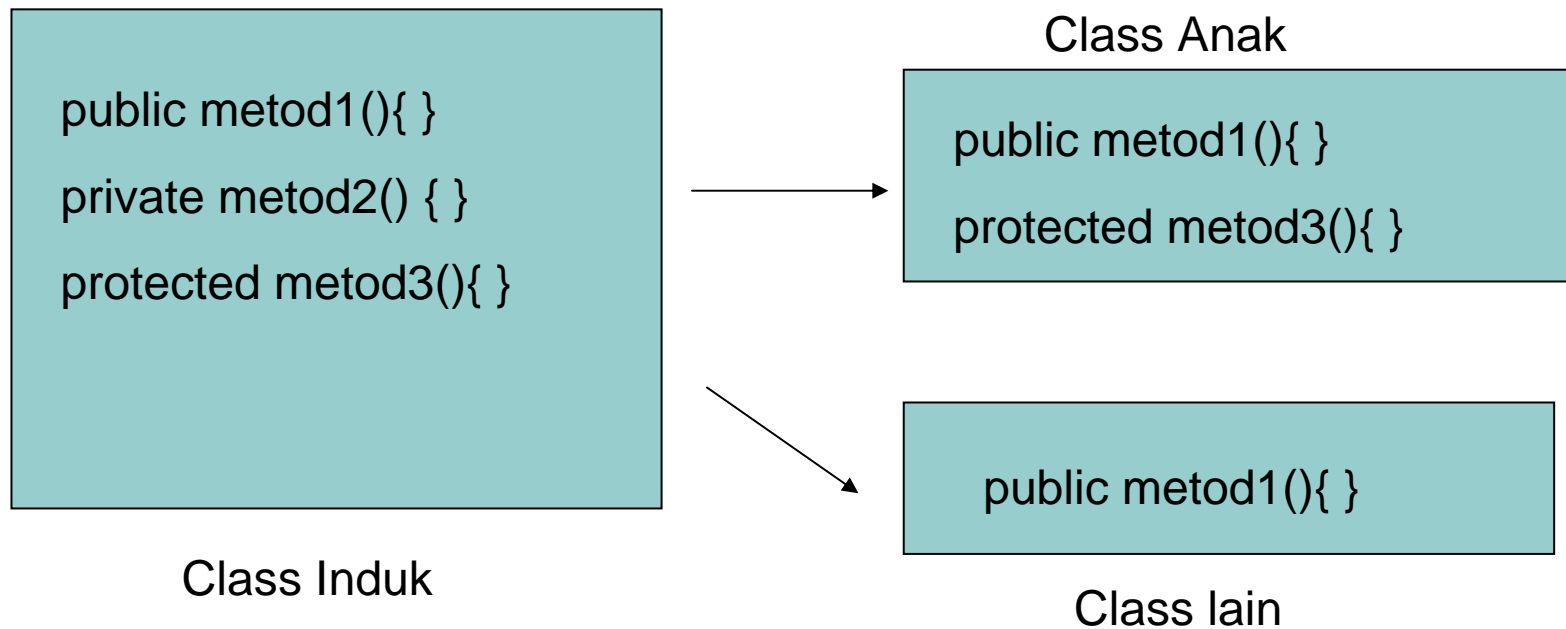 public metod1(){ }
private metod2() { }
protected metod3(){ }
Class Induk
Class Anak
public metod1(){ }
protected metod3(){ }
public metod1(){ }
Class lain